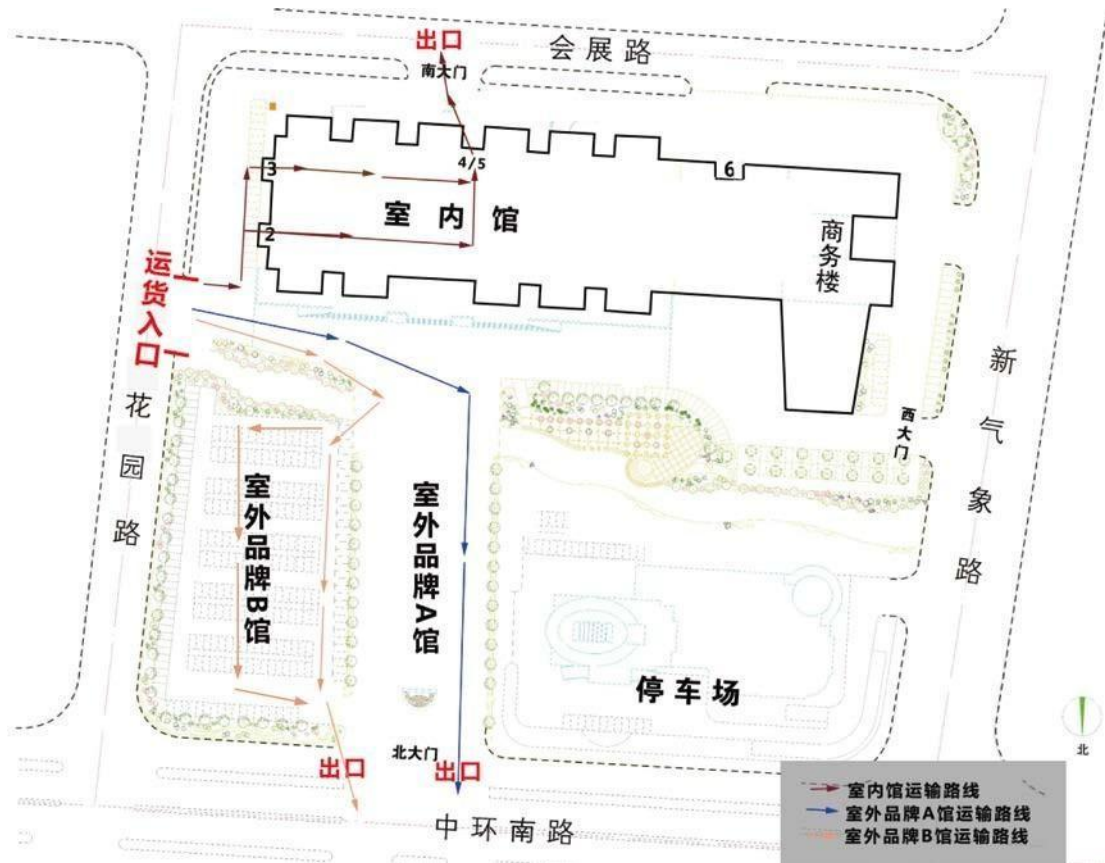 出口
会展路
南大门
4/5
3
6
室内馆
2
商务楼
运货入口
新气象路
花园路
西大门
室外品牌B馆
室外品牌A馆
停车场
北
北大门
出口
出口
室内馆运输路线
室外品牌A馆运输路线
室外品牌B馆运输路线
中环南路